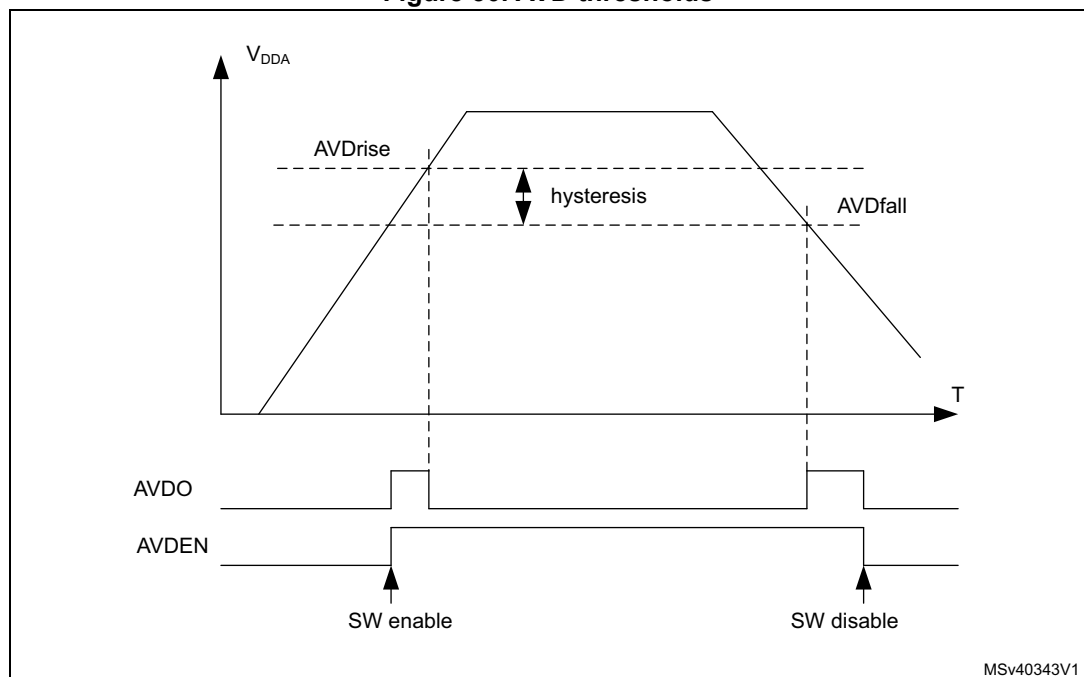 V_DDA
AVDrise
hysteresis
AVDfall
T
AVDO
AVDEN
SW enable
SW disable
MSv40343V1